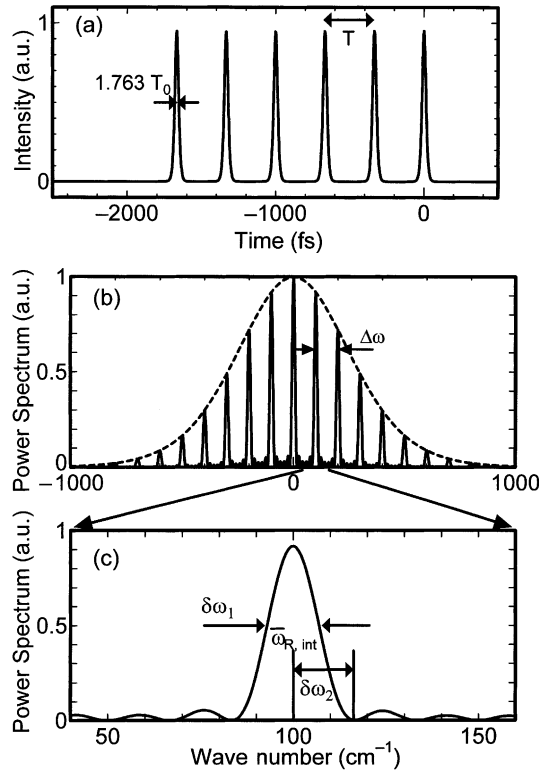 (a)
1
Intensity (a.u.)
T
1.763 T₀
0
−2000 −1000 0
Time (fs)
(b)
1
Power Spectrum (a.u.)
Δω
0.5
0
−1000 0 1000
(c)
1
Power Spectrum (a.u.)
δω₁
0.5
ω̅R, int
δω₂
0
50 100 150
Wave number (cm⁻¹)